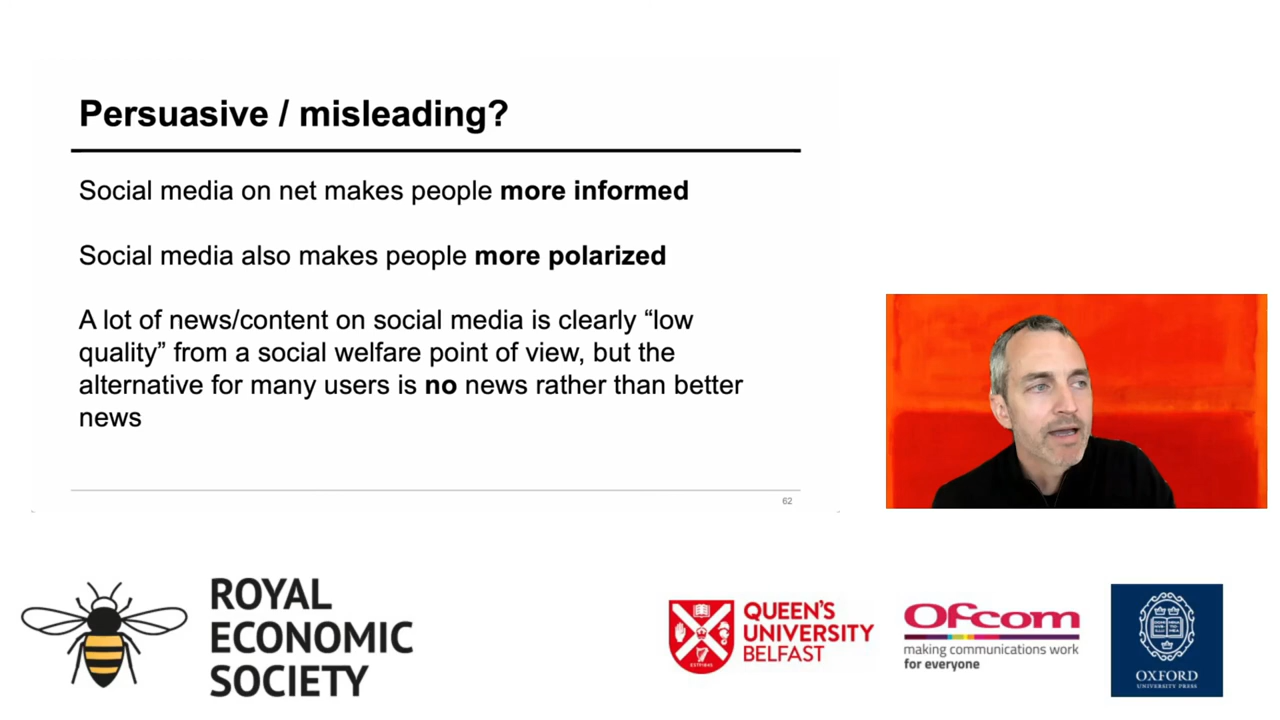 Persuasive / misleading?
Social media on net makes people more informed
Social media also makes people more polarized
A lot of news/content on social media is clearly “low
quality” from a social welfare point of view, but the
alternative for many users is no news rather than better
news
62
ROYAL
ECONOMIC
SOCIETY
QUEEN'S
UNIVERSITY
BELFAST
ESTD1845
Ofcom
making communications work
for everyone
OXFORD
UNIVERSITY PRESS